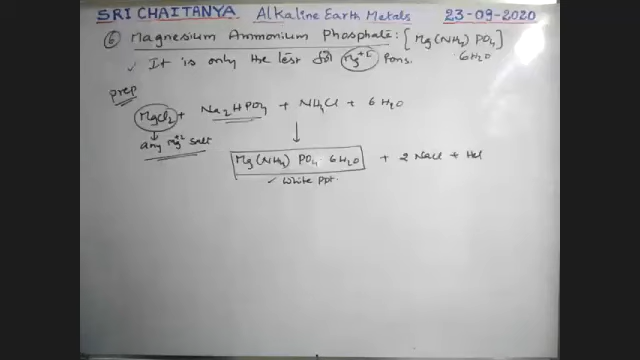 SRI CHAITANYA Alkaline Earth Metals 23-09-2020
⑥ Magnesium Ammonium Phosphate: [Mg(NH₄)PO₄]
6H₂O
✓ It is only the test for Mg⁺² Ions.
prep
MgCl₂ + Na₂HPO₄ + NH₄Cl + 6H₂O
↓ ↓
any Mg⁺² salt
Mg(NH₄) PO₄ · 6H₂O + 2 NaCl + HCl
✓ White ppt.